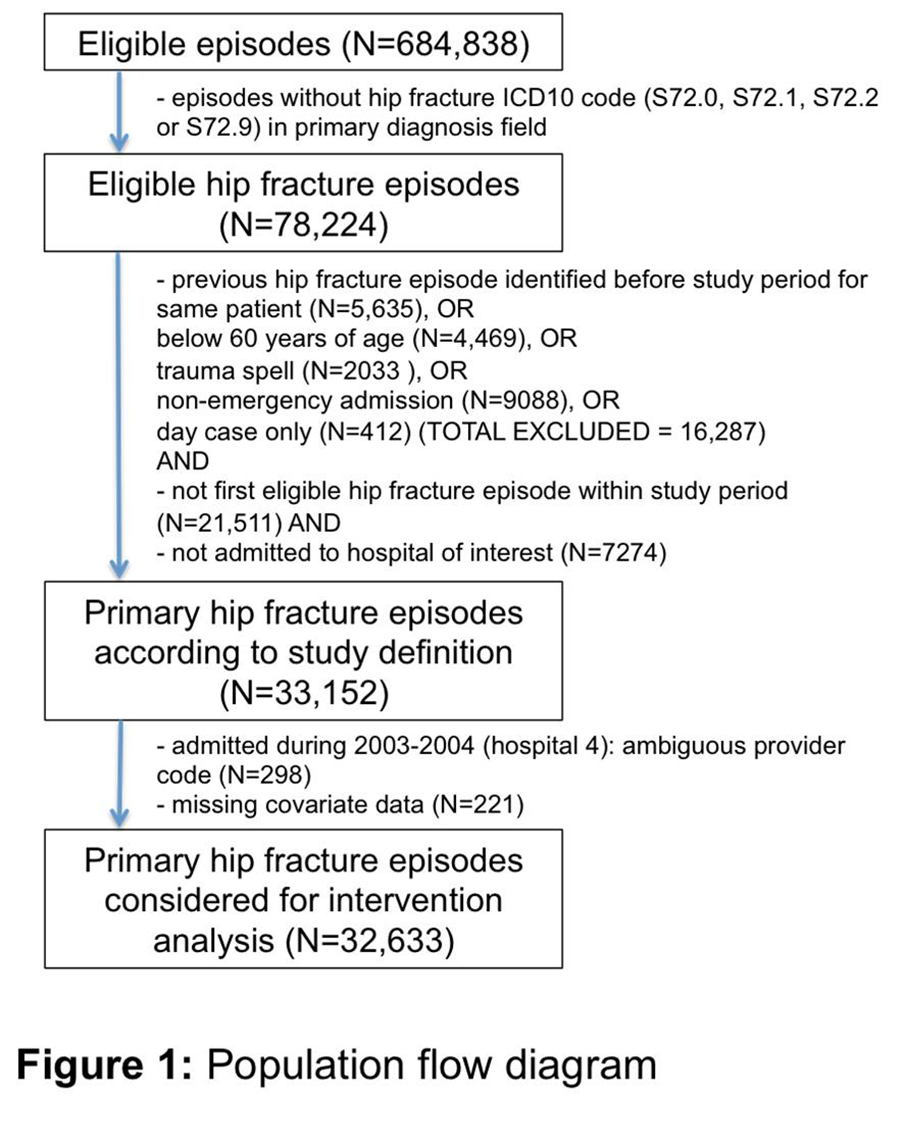 Eligible episodes (N=684,838)
- episodes without hip fracture ICD10 code (S72.0, S72.1, S72.2
or S72.9) in primary diagnosis field
Eligible hip fracture episodes
(N=78,224)
- previous hip fracture episode identified before study period for
same patient (N=5,635), OR
below 60 years of age (N=4,469), OR
trauma spell (N=2033 ), OR
non-emergency admission (N=9088), OR
day case only (N=412) (TOTAL EXCLUDED = 16,287)
AND
- not first eligible hip fracture episode within study period
(N=21,511) AND
- not admitted to hospital of interest (N=7274)
Primary hip fracture episodes
according to study definition
(N=33,152)
- admitted during 2003-2004 (hospital 4): ambiguous provider
code (N=298)
- missing covariate data (N=221)
Primary hip fracture episodes
considered for intervention
analysis (N=32,633)
Figure 1: Population flow diagram